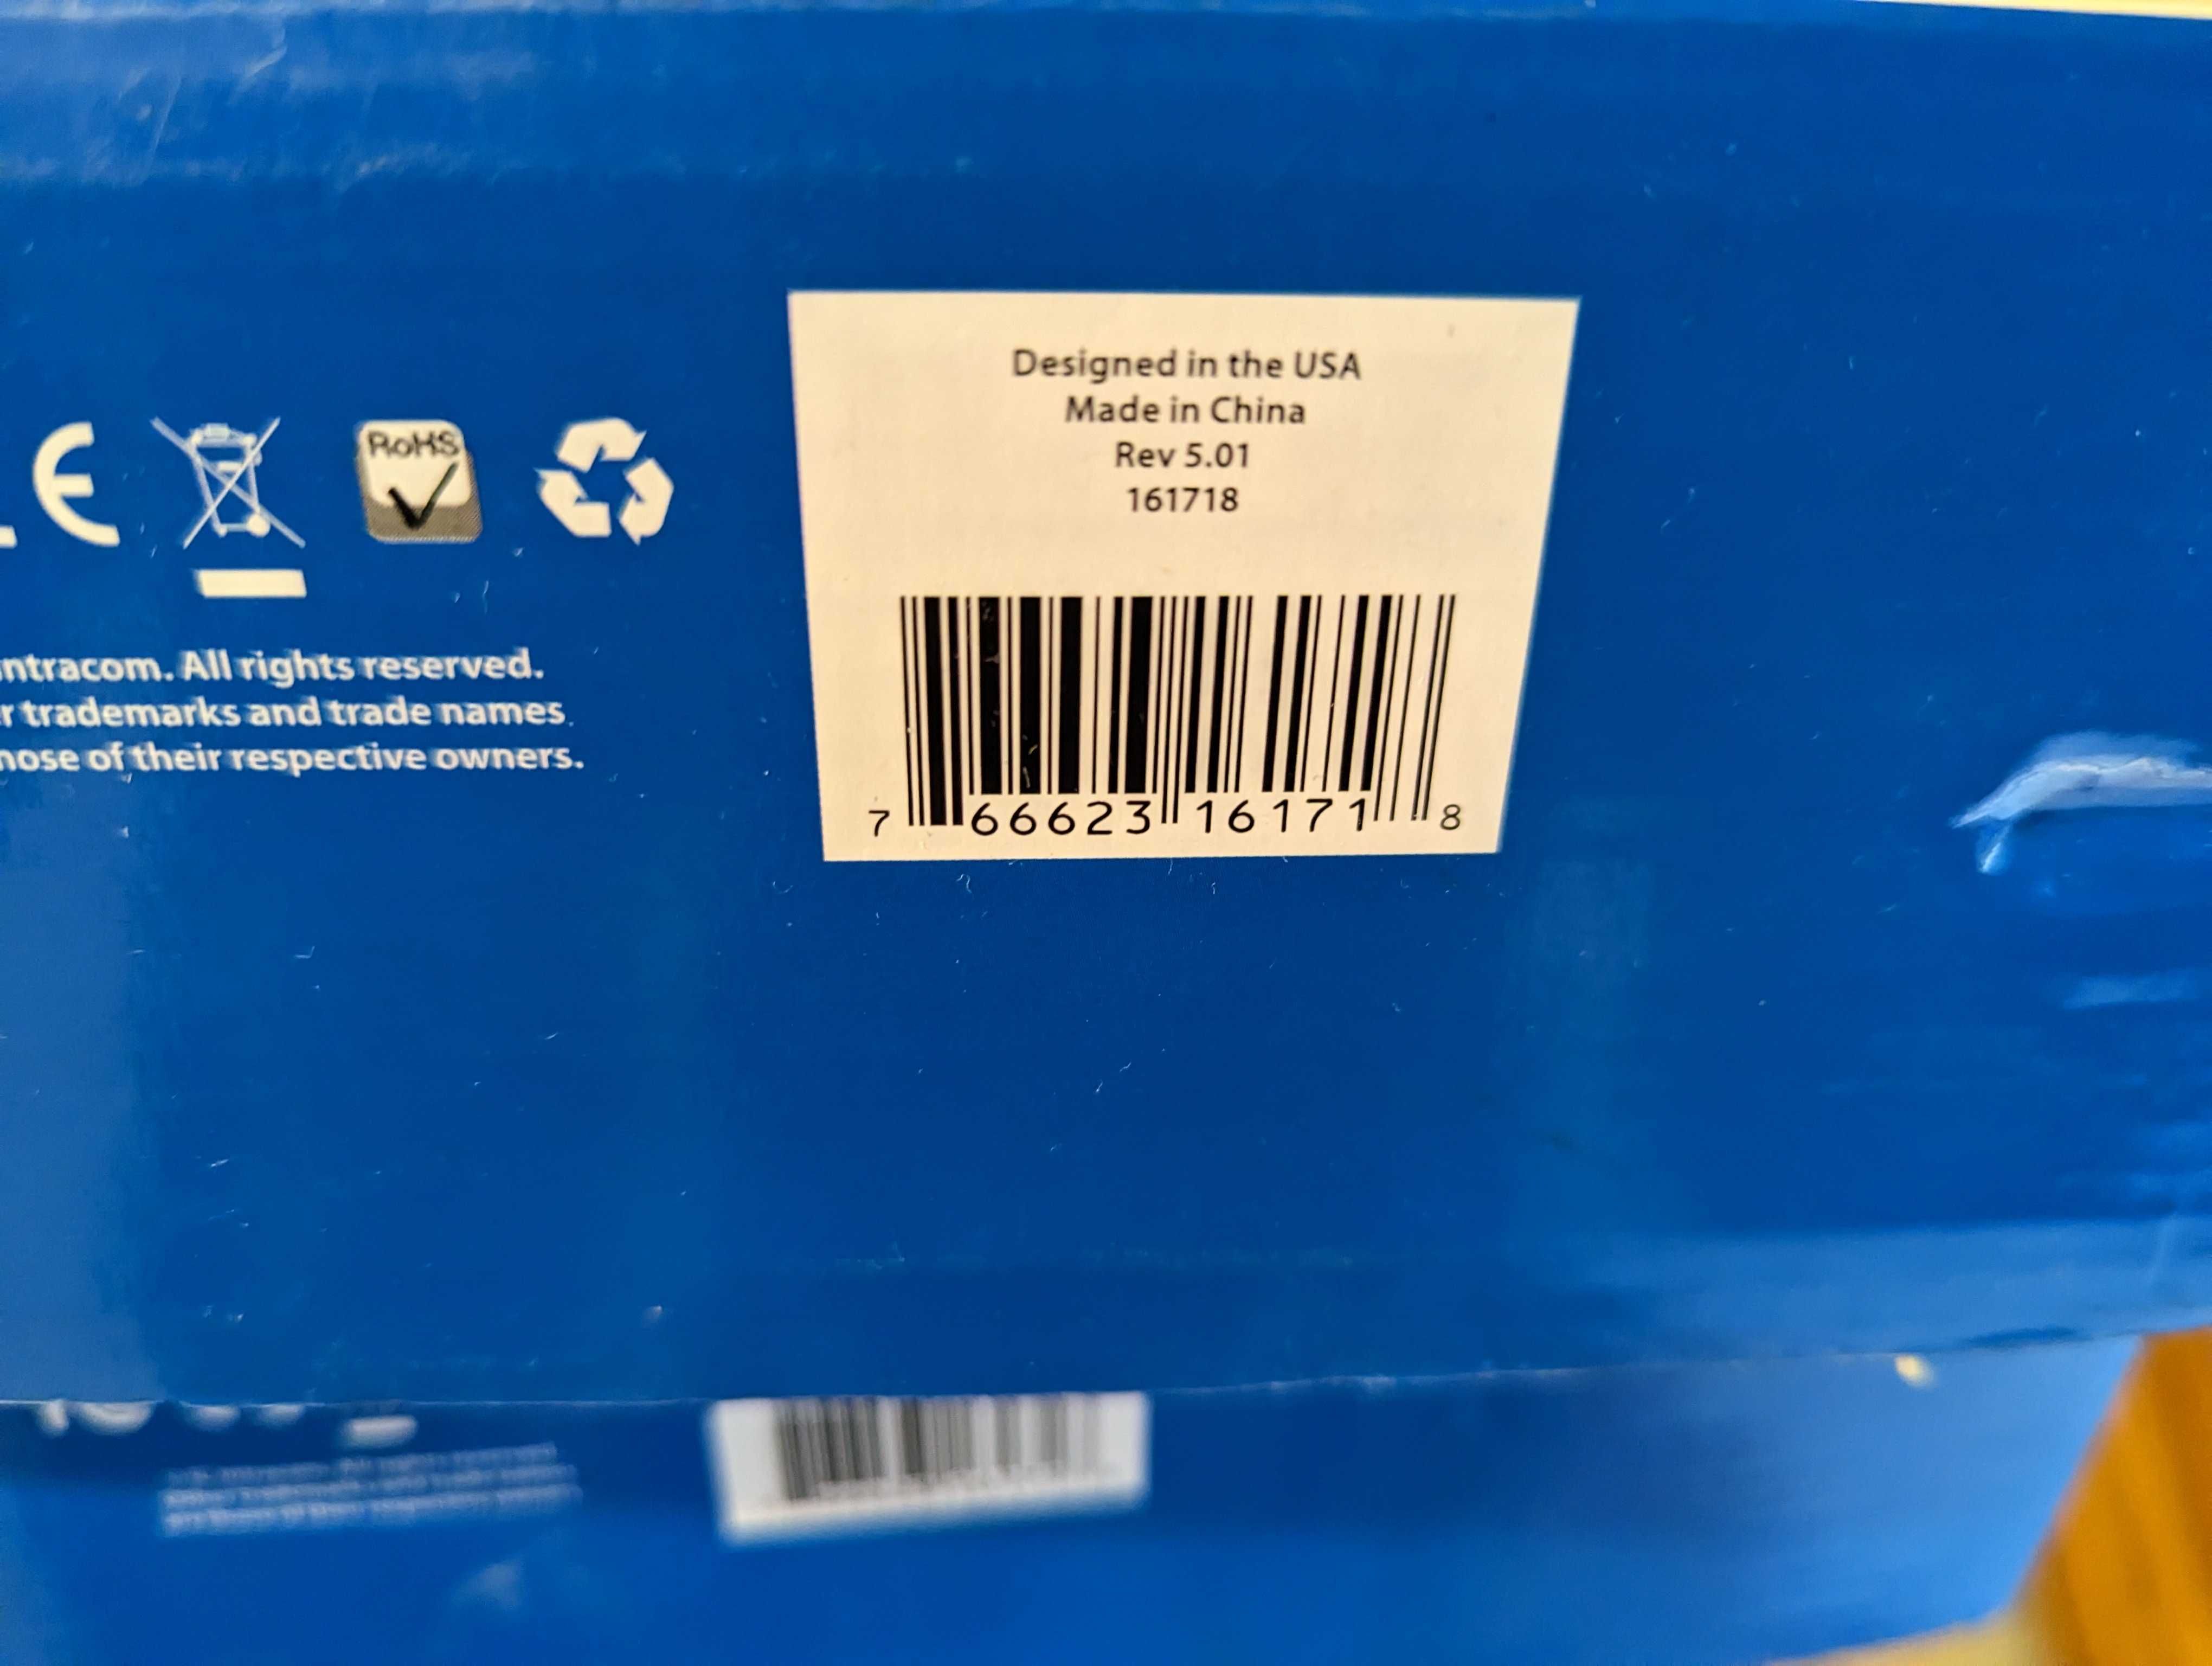 CE
RoHS
ntracom. All rights reserved.
r trademarks and trade names
hose of their respective owners.
Designed in the USA
Made in China
Rev 5.01
161718
7 66623 16171 8